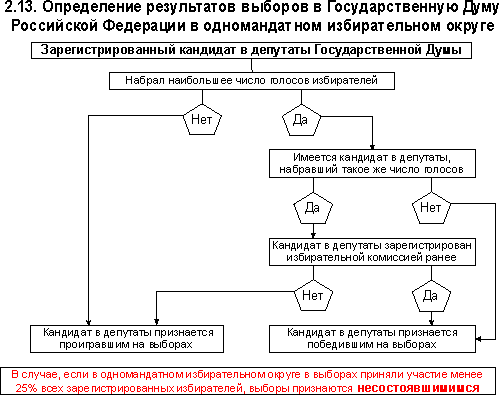 2.13. Определение результатов выборов в Государственную Думу
Российской Федерации в одномандатном избирательном округе
Зарегистрированный кандидат в депутаты Государственной Думы
Набрал наибольшее число голосов избирателей
Нет
Да
Имеется кандидат в депутаты,
набравший такое же число голосов
Да
Нет
Кандидат в депутаты зарегистрирован
избирательной комиссией ранее
Нет
Да
Кандидат в депутаты признается
проигравшим на выборах
Кандидат в депутаты признается
победившим на выборах
В случае, если в одномандатном избирательном округе в выборах приняли участие менее
25% всех зарегистрированных избирателей, выборы признаются несостоявшимимся